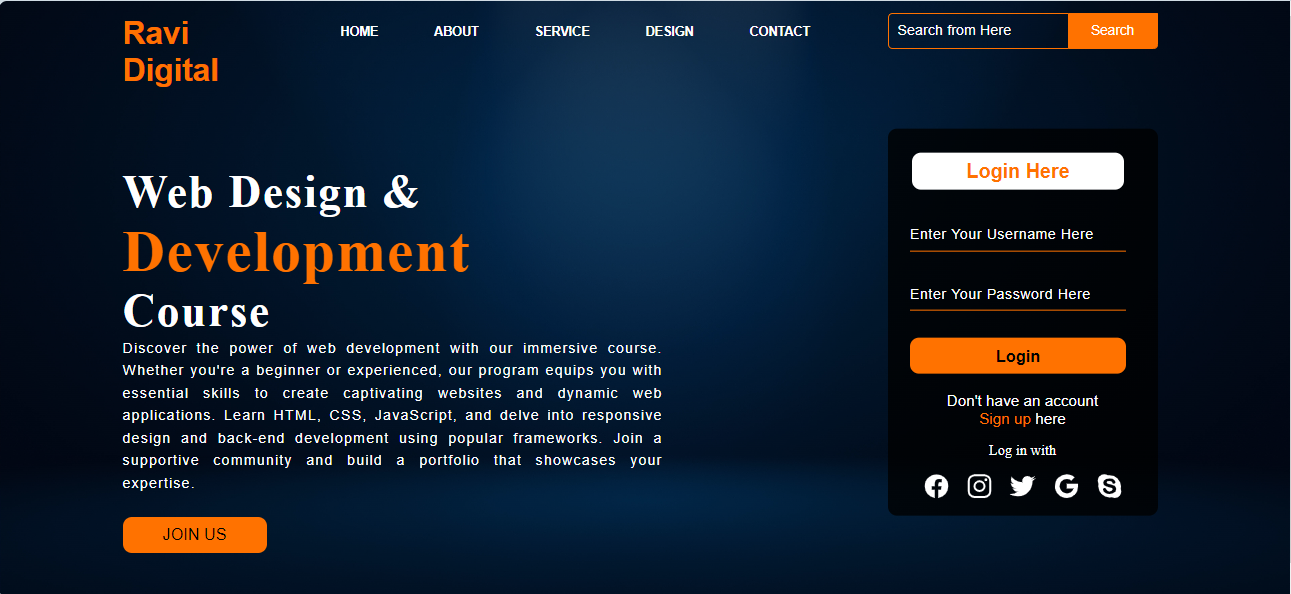 Ravi
Digital
HOME
ABOUT
SERVICE
DESIGN
CONTACT
Search from Here
Search
Web Design &
Development
Course
Discover the power of web development with our immersive course.
Whether you're a beginner or experienced, our program equips you with
essential skills to create captivating websites and dynamic web
applications. Learn HTML, CSS, JavaScript, and delve into responsive
design and back-end development using popular frameworks. Join a
supportive community and build a portfolio that showcases your
expertise.
JOIN US
Login Here
Enter Your Username Here
Enter Your Password Here
Login
Don't have an account
Sign up here
Log in with